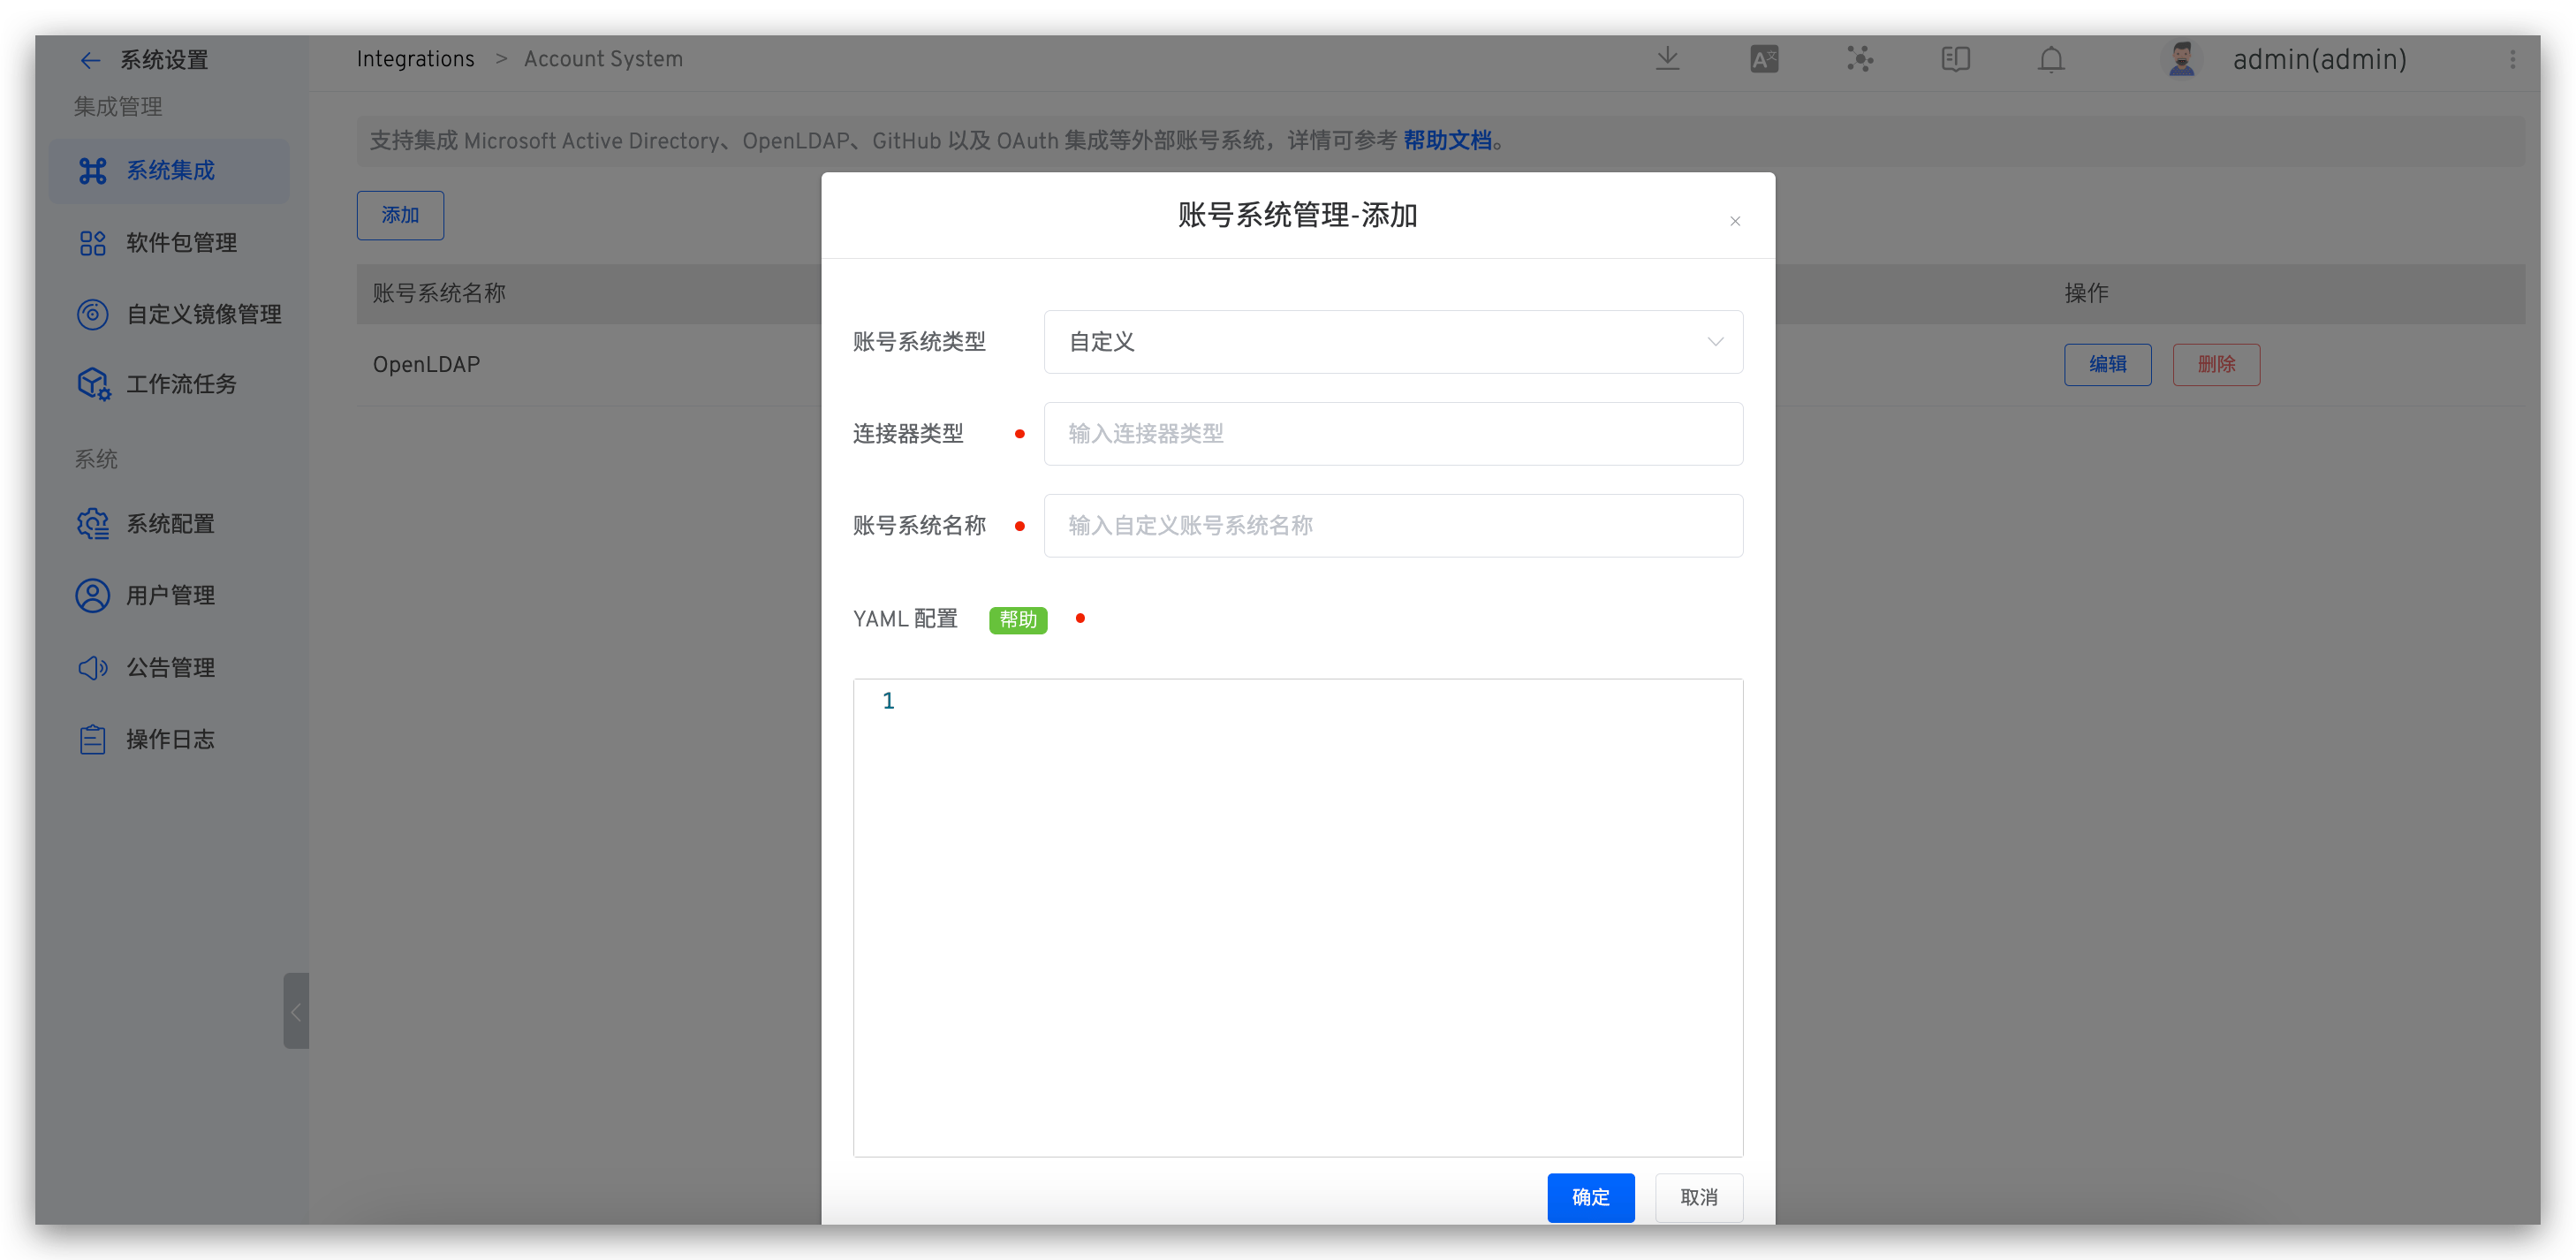 系统设置
集成管理
系统集成
软件包管理
自定义镜像管理
工作流任务
系统
系统配置
用户管理
公告管理
操作日志
Integrations > Account System
admin(admin)
支持集成 Microsoft Active Directory、OpenLDAP、GitHub 以及 OAuth 集成等外部账号系统，详情可参考 帮助文档。
添加
账号系统名称
操作
OpenLDAP
编辑
删除
账号系统管理-添加
账号系统类型
自定义
连接器类型
输入连接器类型
账号系统名称
输入自定义账号系统名称
YAML 配置 帮助
1
确定
取消